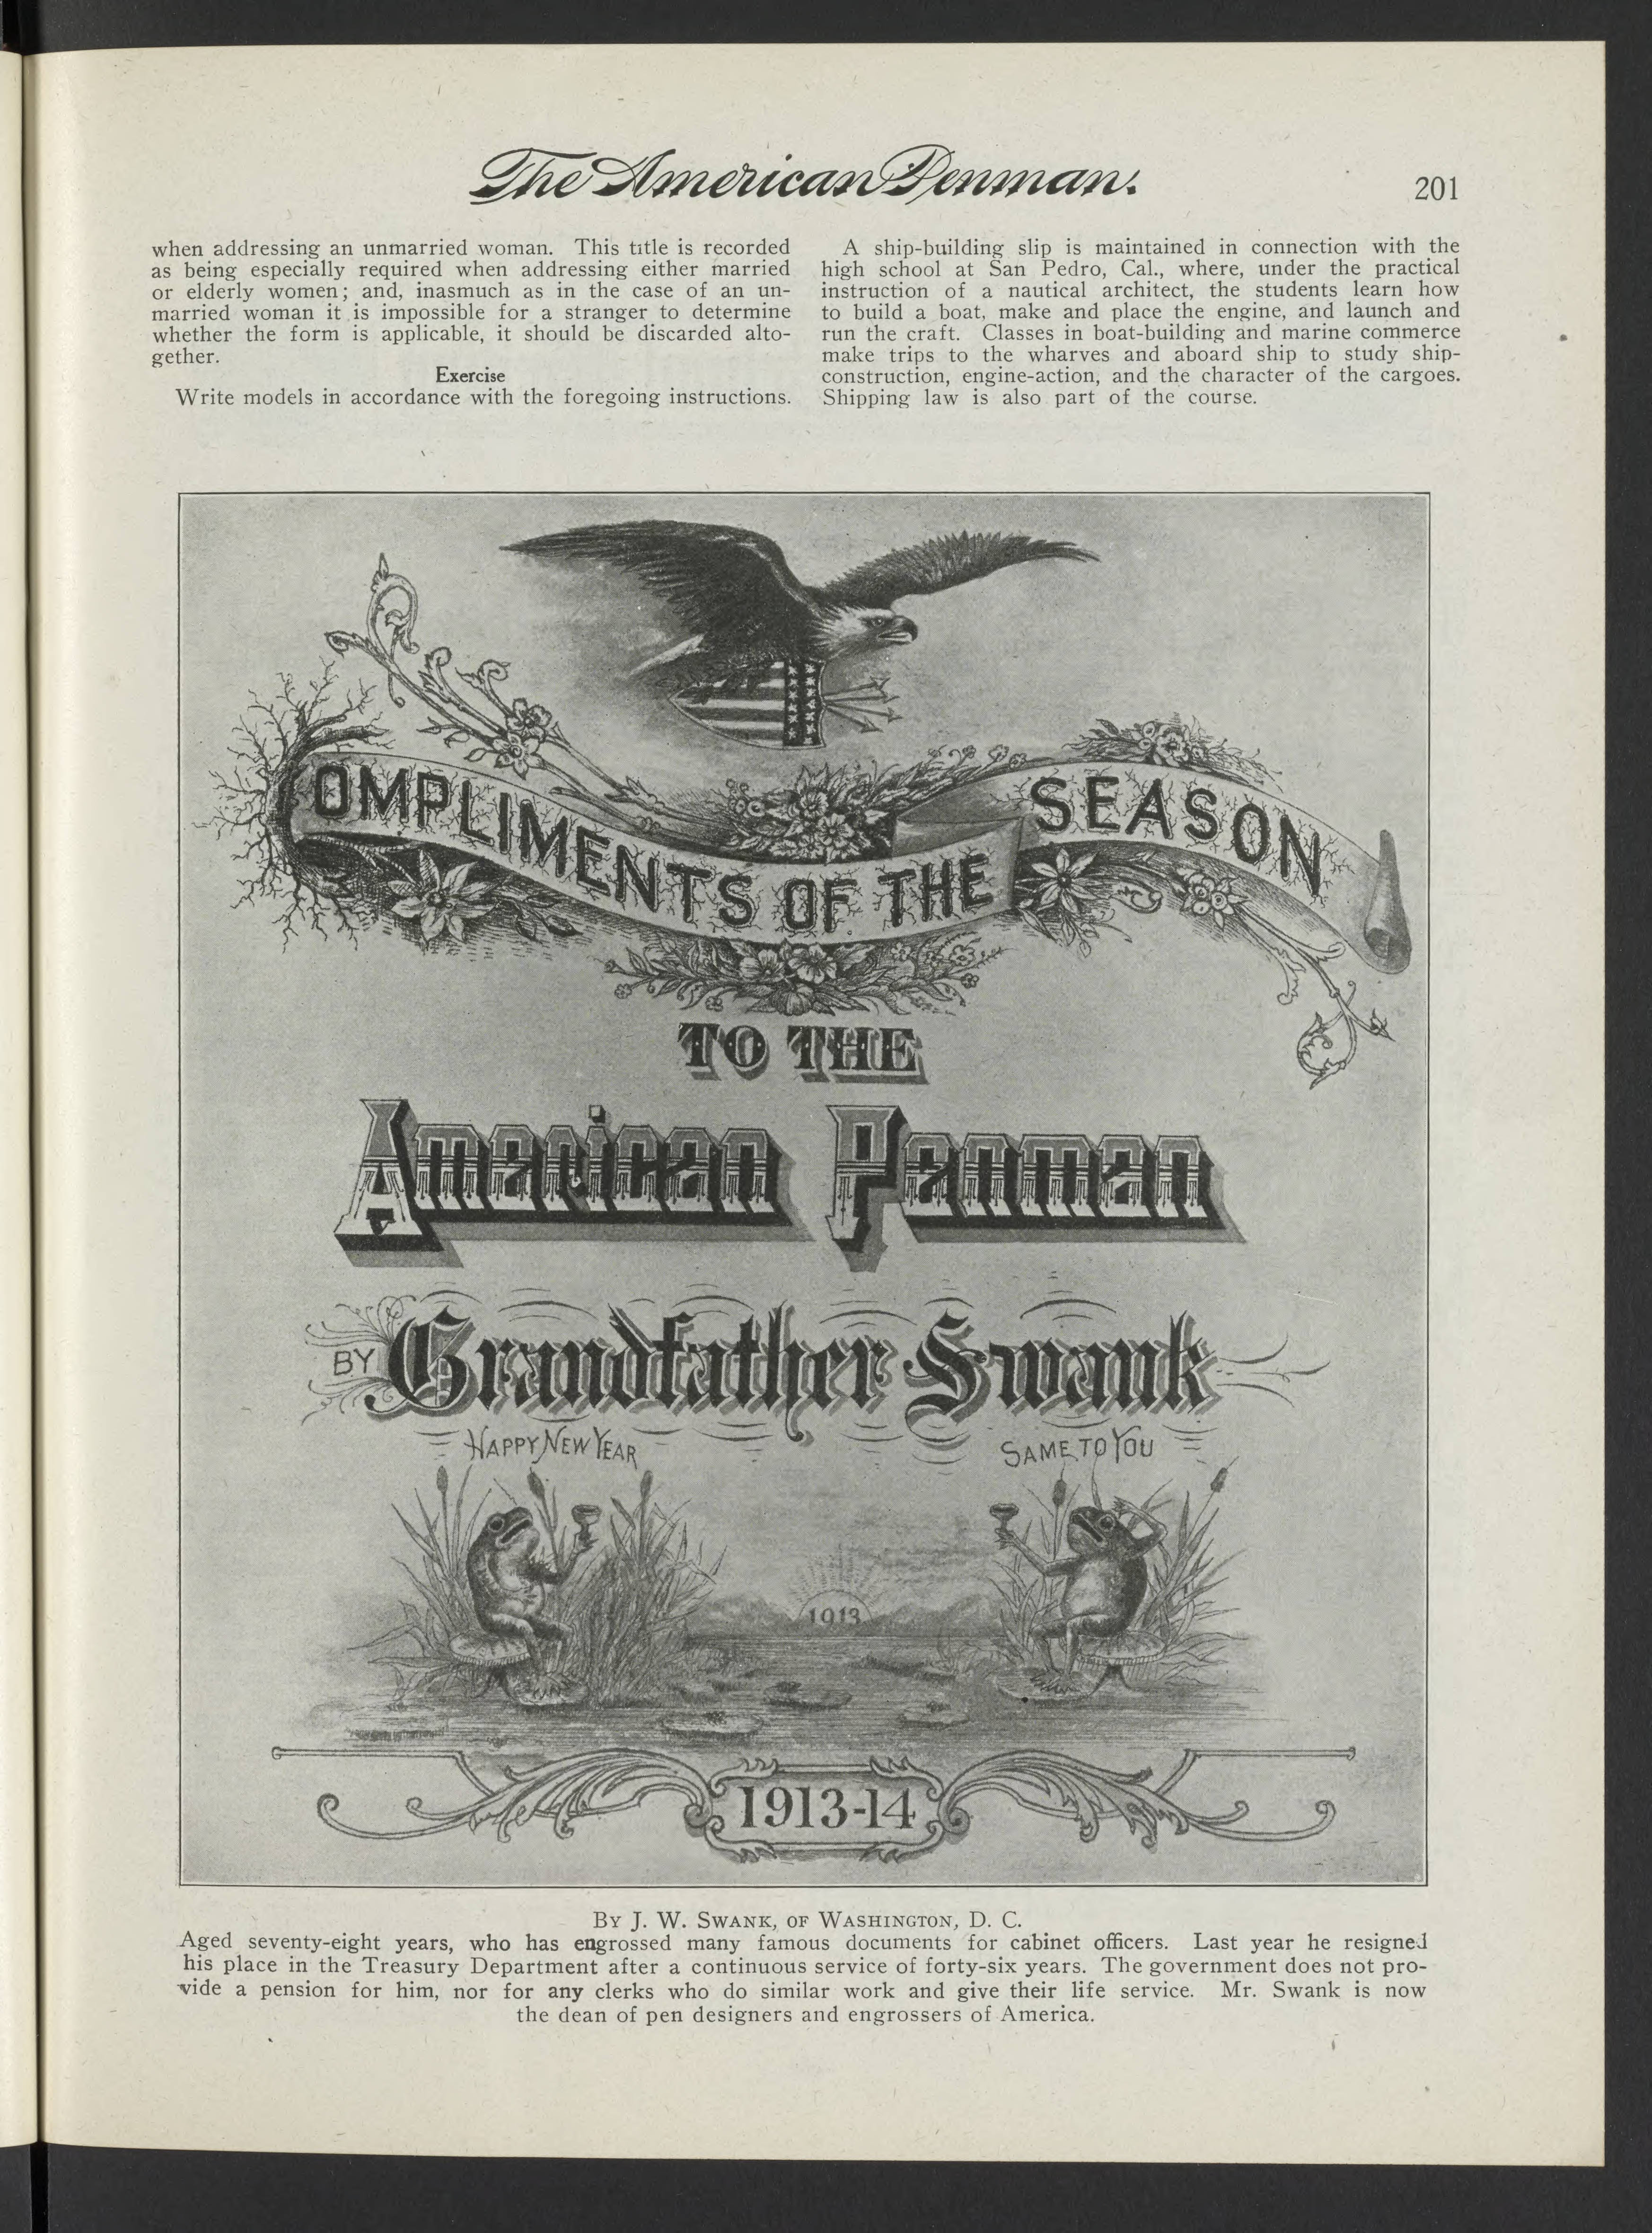 The American Penman.
201
when addressing an unmarried woman. This title is recorded
as being especially required when addressing either married
or elderly women; and, inasmuch as in the case of an un-
married woman it is impossible for a stranger to determine
whether the form is applicable, it should be discarded alto-
gether.
Exercise
Write models in accordance with the foregoing instructions.
A ship-building slip is maintained in connection with the
high school at San Pedro, Cal., where, under the practical
instruction of a nautical architect, the students learn how
to build a boat, make and place the engine, and launch and
run the craft. Classes in boat-building and marine commerce
make trips to the wharves and aboard ship to study ship-
construction, engine-action, and the character of the cargoes.
Shipping law is also part of the course.
COMPLIMENTS OF THE SEASON
TO THE
American Penman
BY Grandfather Swank
HAPPY NEW YEAR
SAME TO YOU
1913
1913-14
BY J. W. SWANK, OF WASHINGTON, D. C.
Aged seventy-eight years, who has engrossed many famous documents for cabinet officers. Last year he resigned
his place in the Treasury Department after a continuous service of forty-six years. The government does not pro-
vide a pension for him, nor for any clerks who do similar work and give their life service. Mr. Swank is now
the dean of pen designers and engrossers of America.